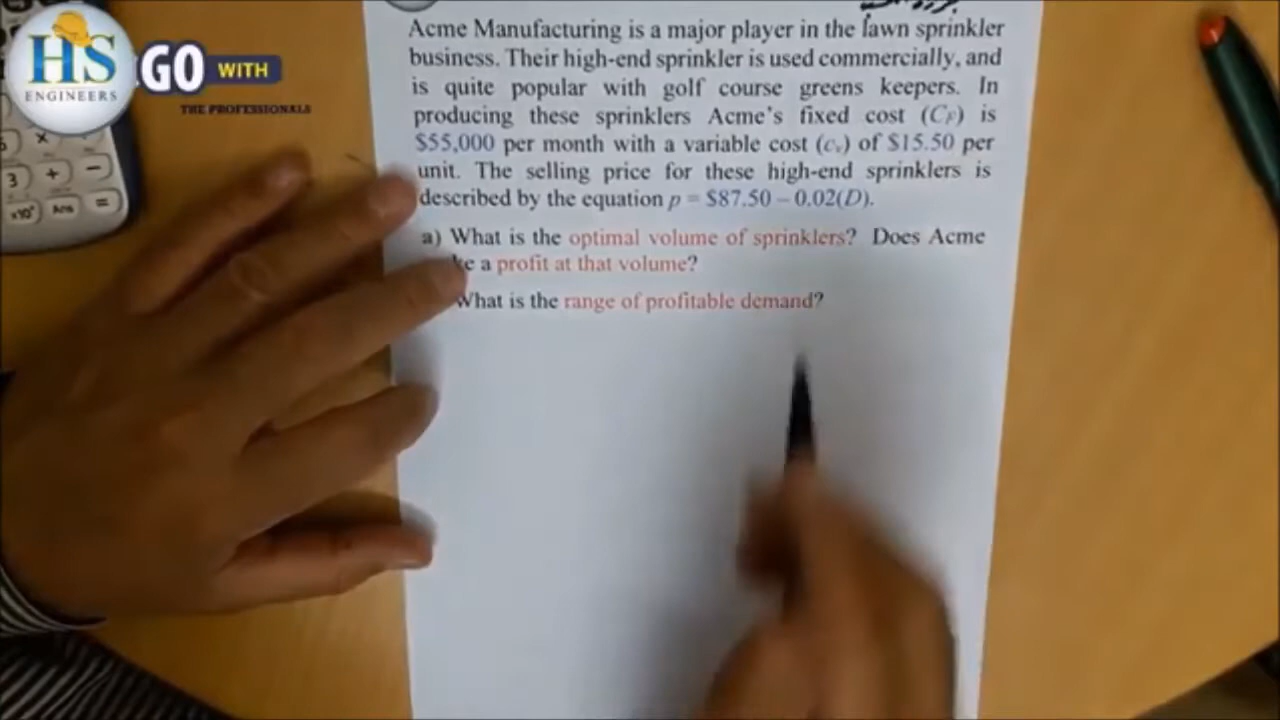 HS
ENGINEERS
GO WITH
THE PROFESSIONALS
Acme Manufacturing is a major player in the lawn sprinkler
business. Their high-end sprinkler is used commercially, and
is quite popular with golf course greens keepers. In
producing these sprinklers Acme's fixed cost (CF) is
$55,000 per month with a variable cost (cv) of $15.50 per
unit. The selling price for these high-end sprinklers is
described by the equation p = $87.50 – 0.02(D).
a) What is the optimal volume of sprinklers? Does Acme
a profit at that volume?
What is the range of profitable demand?
×
3 + −
x10 Ans =